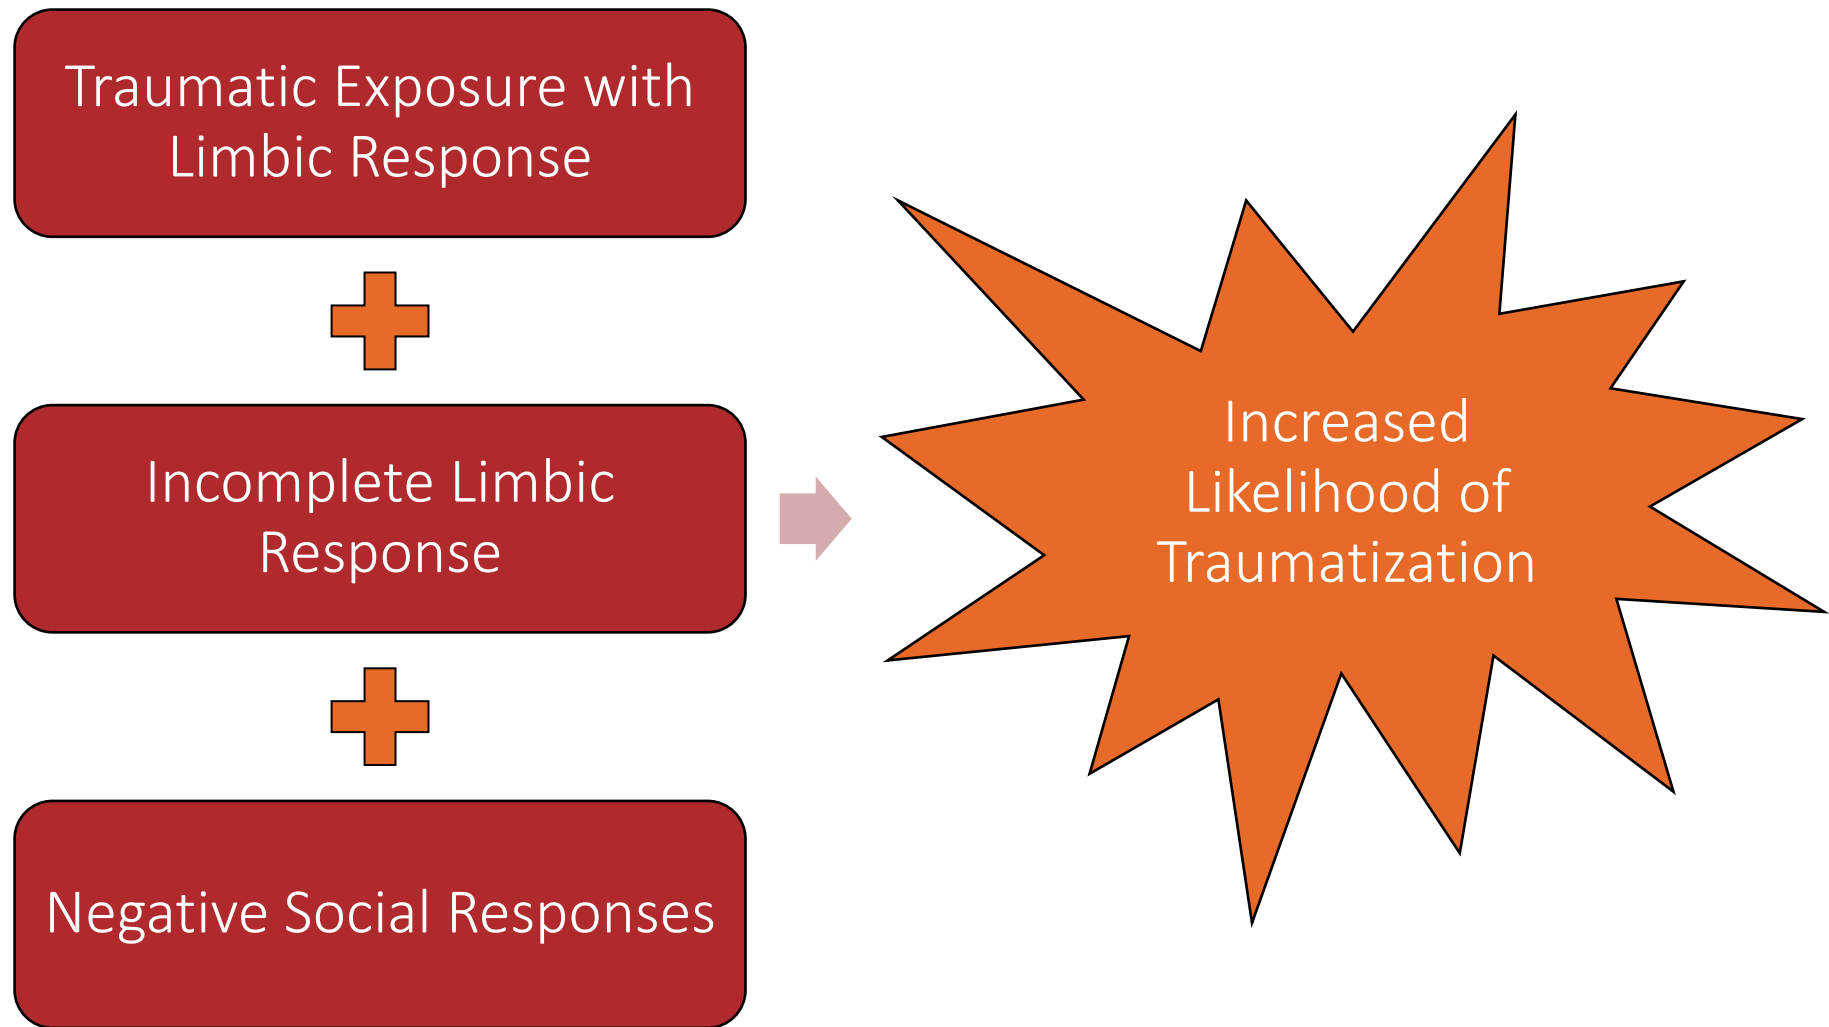 Traumatic Exposure with
Limbic Response
Incomplete Limbic
Response
Negative Social Responses
Increased
Likelihood of
Traumatization